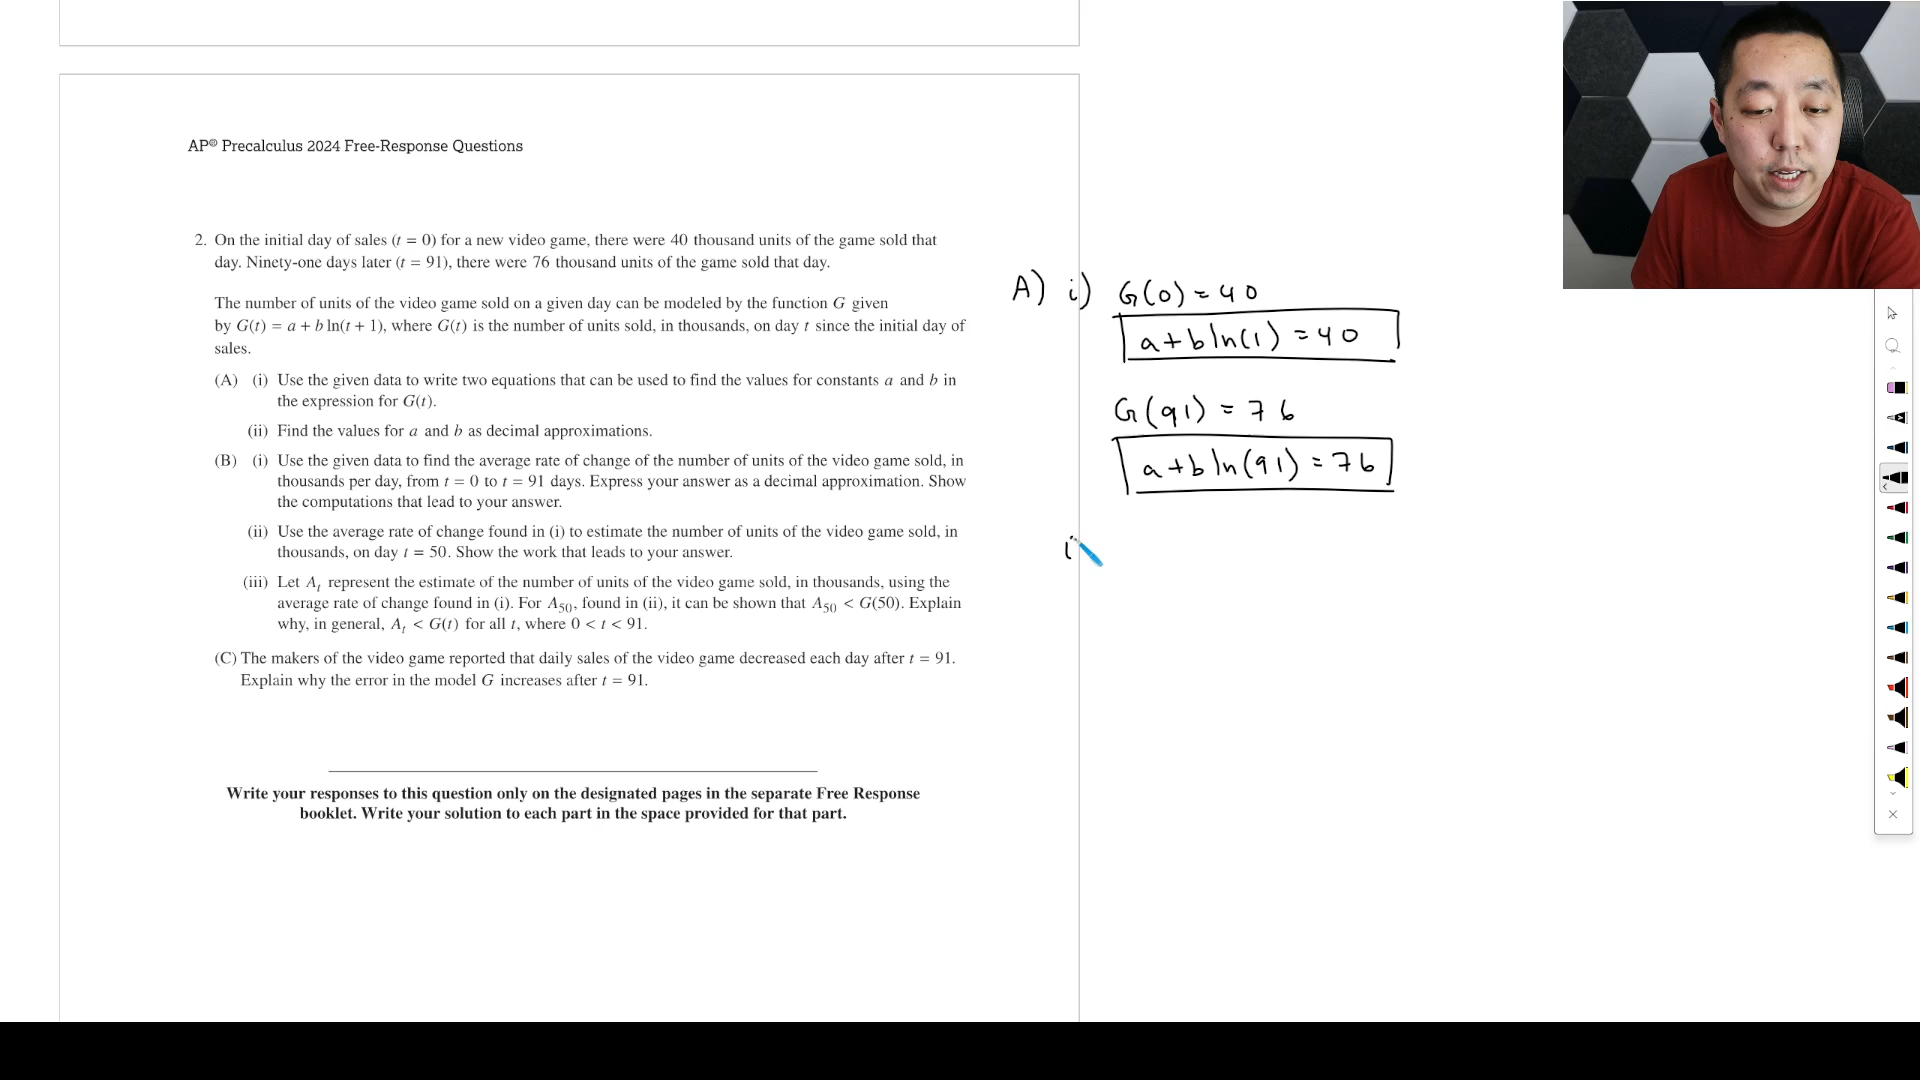 AP® Precalculus 2024 Free-Response Questions
2. On the initial day of sales (t = 0) for a new video game, there were 40 thousand units of the game sold that
day. Ninety-one days later (t = 91), there were 76 thousand units of the game sold that day.
The number of units of the video game sold on a given day can be modeled by the function G given
by G(t) = a + b ln(t + 1), where G(t) is the number of units sold, in thousands, on day t since the initial day of
sales.
(A) (i) Use the given data to write two equations that can be used to find the values for constants a and b in
the expression for G(t).
(ii) Find the values for a and b as decimal approximations.
(B) (i) Use the given data to find the average rate of change of the number of units of the video game sold, in
thousands per day, from t = 0 to t = 91 days. Express your answer as a decimal approximation. Show
the computations that lead to your answer.
(ii) Use the average rate of change found in (i) to estimate the number of units of the video game sold, in
thousands, on day t = 50. Show the work that leads to your answer.
(iii) Let Aₜ represent the estimate of the number of units of the video game sold, in thousands, using the
average rate of change found in (i). For A₅₀, found in (ii), it can be shown that A₅₀ < G(50). Explain
why, in general, Aₜ < G(t) for all t, where 0 < t < 91.
(C) The makers of the video game reported that daily sales of the video game decreased each day after t = 91.
Explain why the error in the model G increases after t = 91.
Write your responses to this question only on the designated pages in the separate Free Response
booklet. Write your solution to each part in the space provided for that part.
A) i) G(0) = 40
a+b ln(1) = 40
G(91) = 76
a+b ln(91) = 76
i